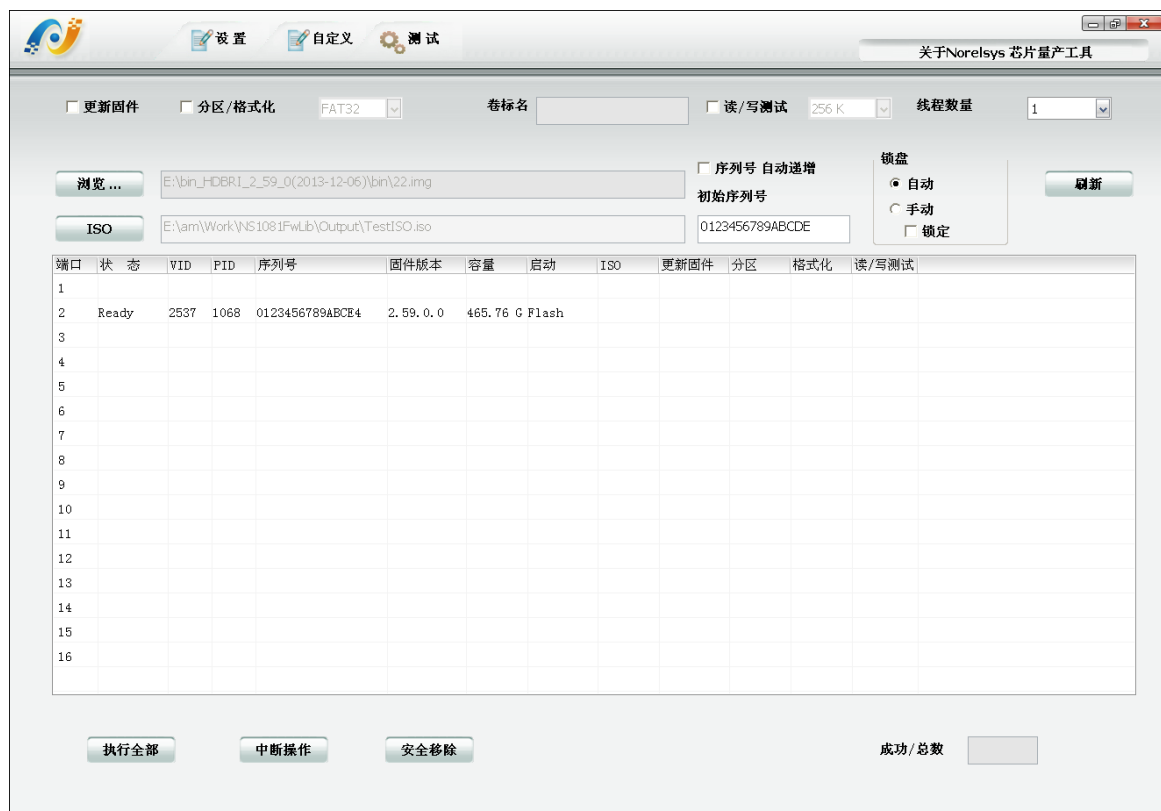 设置 自定义 测试
关于Norelsys 芯片量产工具
更新固件 分区/格式化 FAT32 卷标名 读/写测试 256 K 线程数量 1
浏览 ... E:\bin_HDBRI_2_59_0(2013-12-06)\bin\22.img
序列号 自动递增
初始序列号
锁盘
自动
手动
锁定
刷新
ISO E:\am\Work\NS1081FwLib\Output\TestISO.iso 0123456789ABCDE
端口 状 态 VID PID 序列号 固件版本 容量 启动 ISO 更新固件 分区 格式化 读/写测试
1
2 Ready 2537 1068 0123456789ABCE4 2.59.0.0 465.76 G Flash
3
4
5
6
7
8
9
10
11
12
13
14
15
16
执行全部 中断操作 安全移除 成功/总数